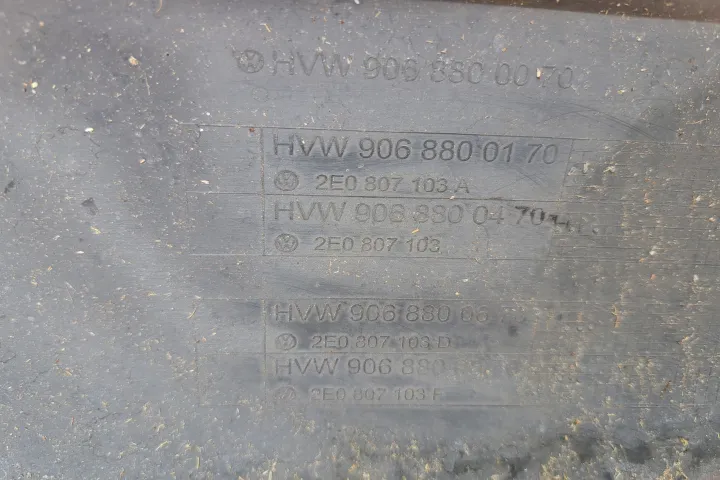 HVW 906 880 00 70
HVW 906 880 01 70
2E0 807 103 A
HVW 906 880 04 70
2E0 807 103
HVW 906 880 06
2E0 807 103 D
HVW 906 880
2E0 807 103 F